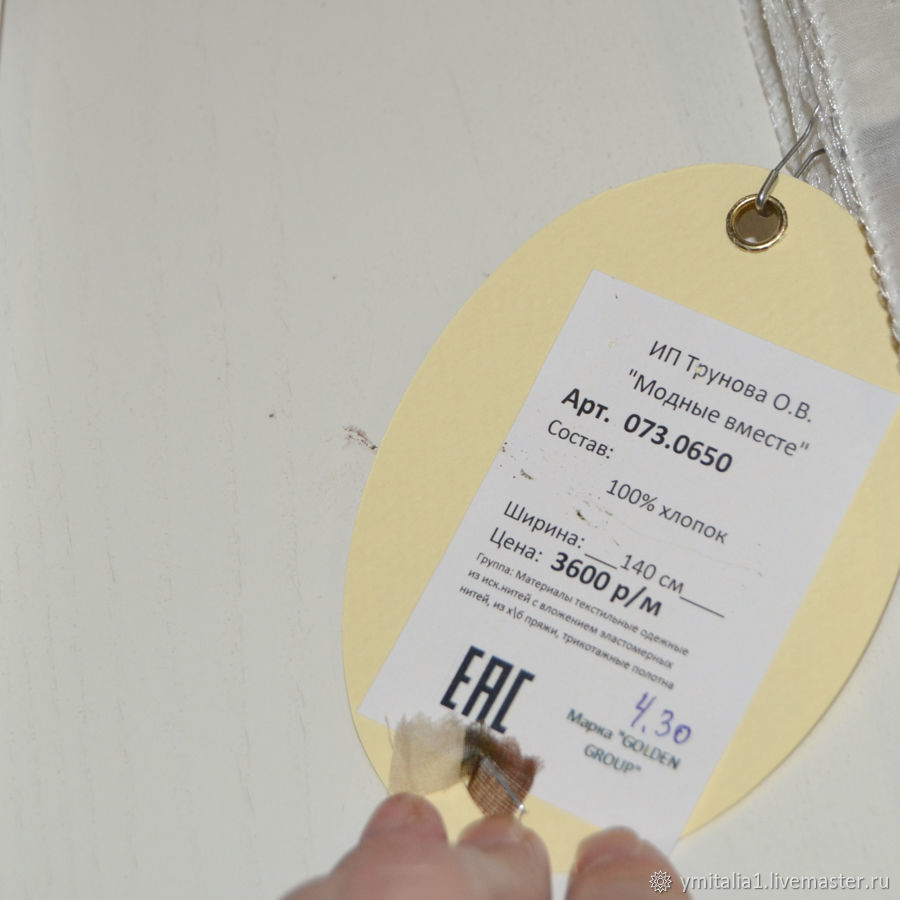 ИП Трунова О.В.
"Модные вместе"
Арт. 073.0650
Состав:
100% хлопок
Ширина:___140 см____
Цена: 3600 р/м
Группа: Материалы текстильные одежные
из иск.нитей с вложением эластомерных
нитей, из х\б пряжи, трикотажные полотна
ЕАС
4.30
Марка "GOLDEN
GROUP"
ymitalia1.livemaster.ru